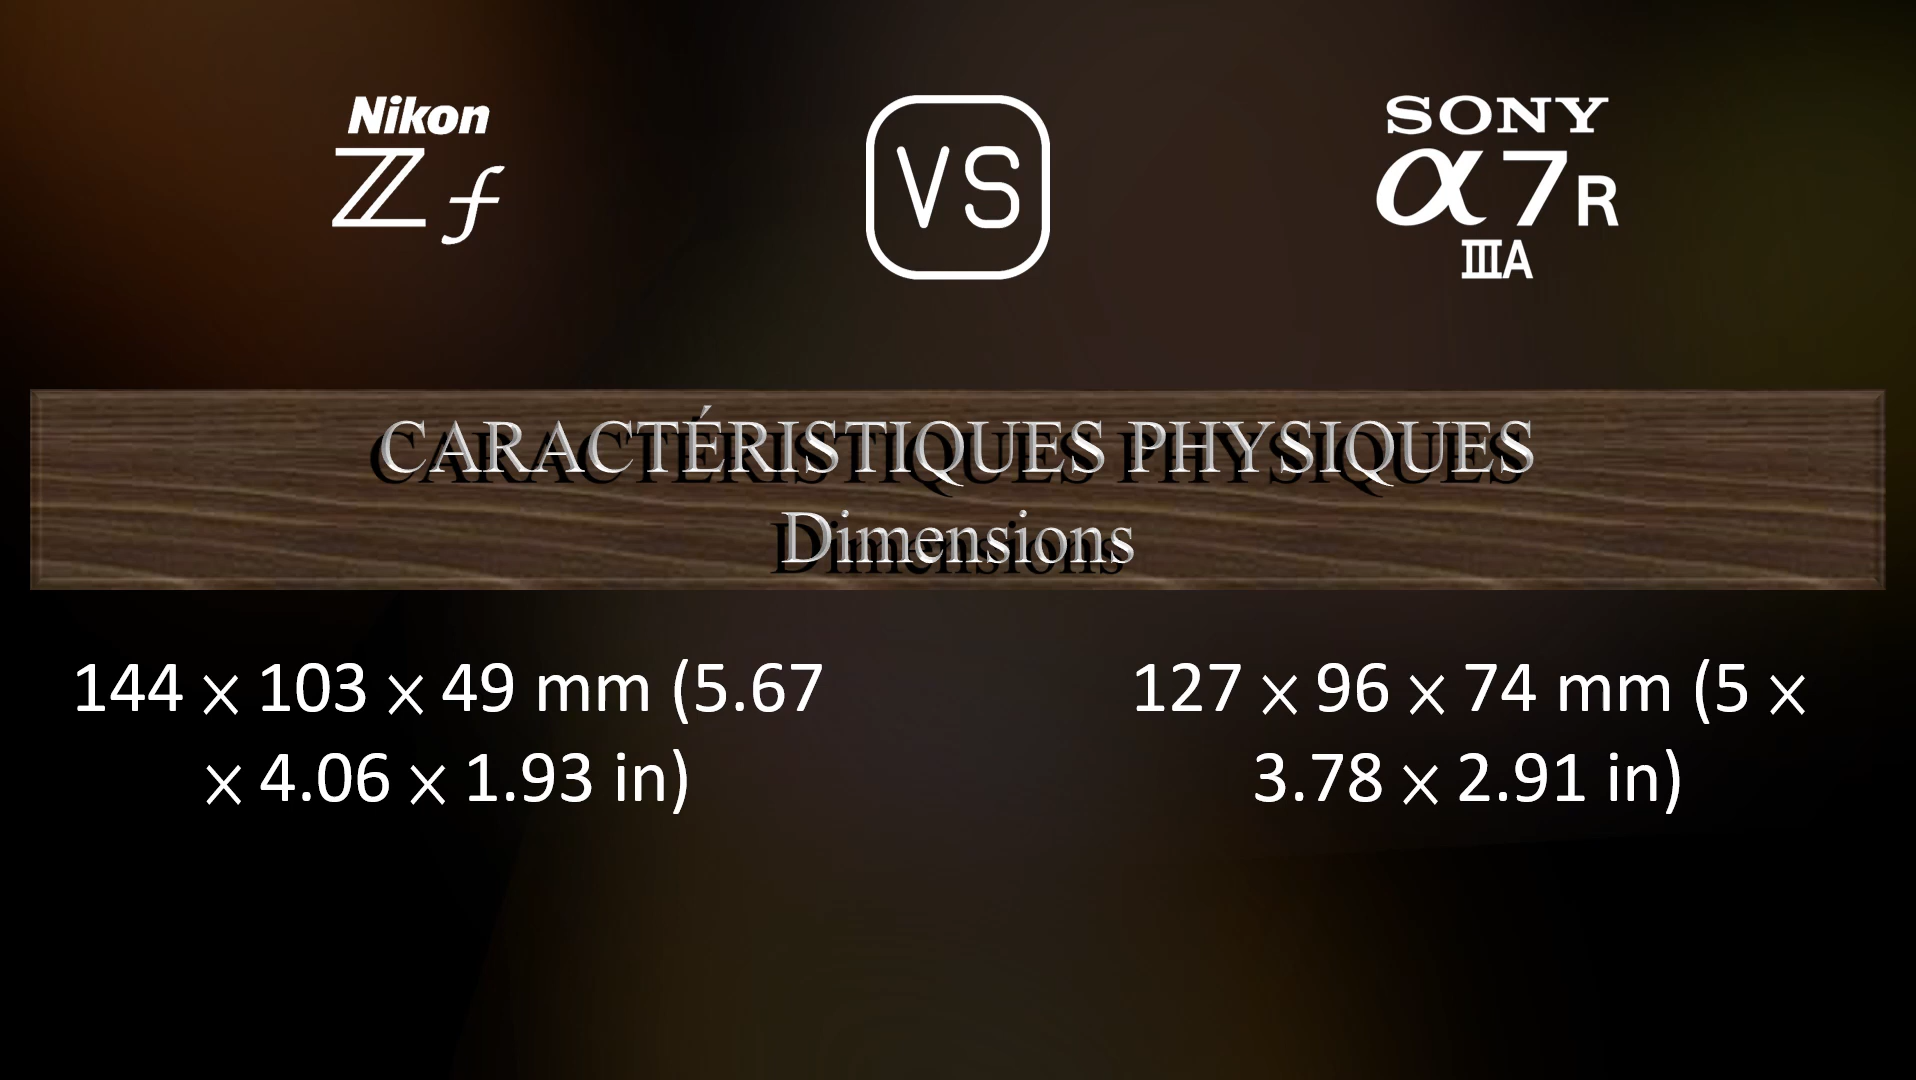 Nikon
Z f
VS
SONY
α7R
IIIA
CARACTÉRISTIQUES PHYSIQUES
Dimensions
144 x 103 x 49 mm (5.67
x 4.06 x 1.93 in)
127 x 96 x 74 mm (5 x
3.78 x 2.91 in)